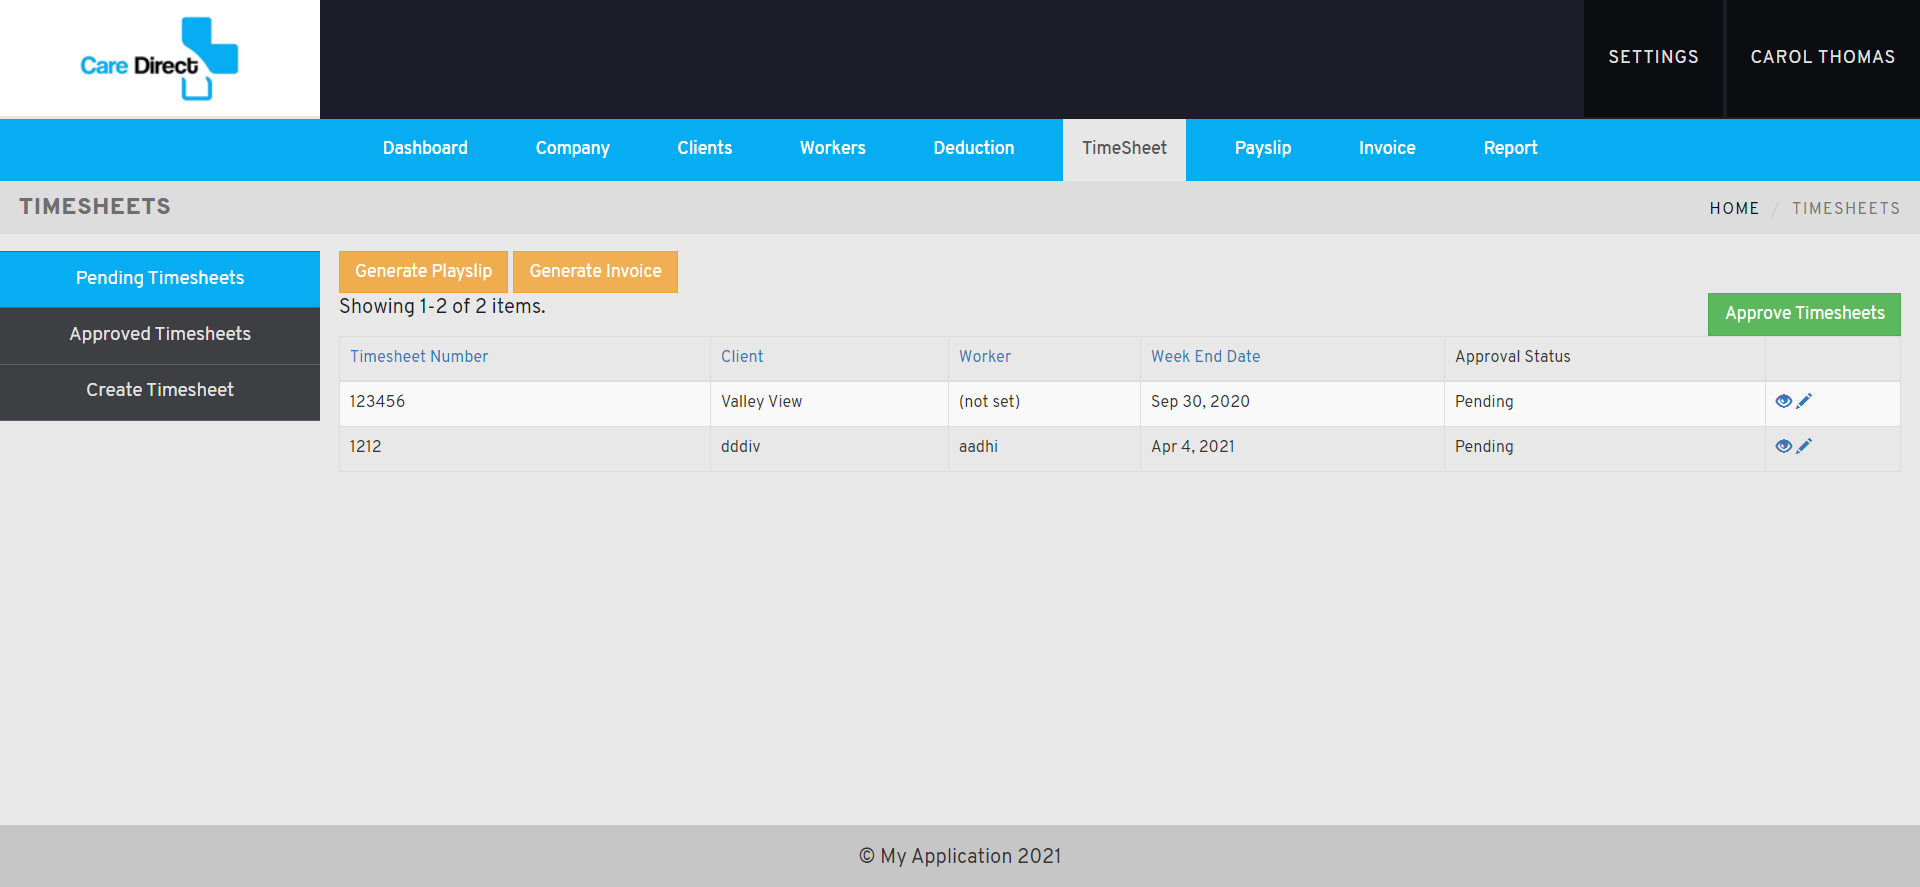 Care Direct
SETTINGS
CAROL THOMAS
Dashboard Company Clients Workers Deduction TimeSheet Payslip Invoice Report
TIMESHEETS
HOME / TIMESHEETS
Pending Timesheets
Approved Timesheets
Create Timesheet
Generate Playslip Generate Invoice
Showing 1-2 of 2 items.
Approve Timesheets
Timesheet Number Client Worker Week End Date Approval Status
123456 Valley View (not set) Sep 30, 2020 Pending
1212 dddiv aadhi Apr 4, 2021 Pending
© My Application 2021